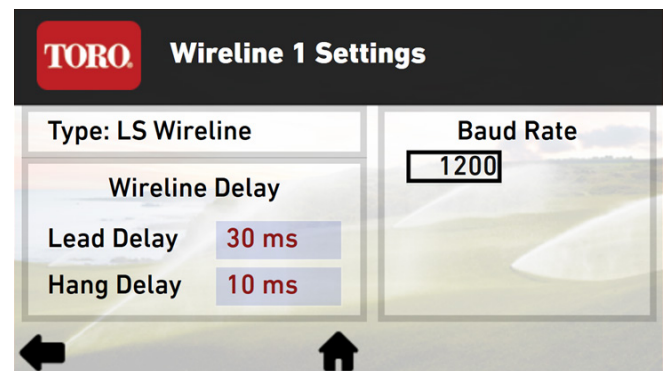 TORO.
Wireline 1 Settings
Type: LS Wireline
Wireline Delay
Lead Delay 30 ms
Hang Delay 10 ms
Baud Rate
1200